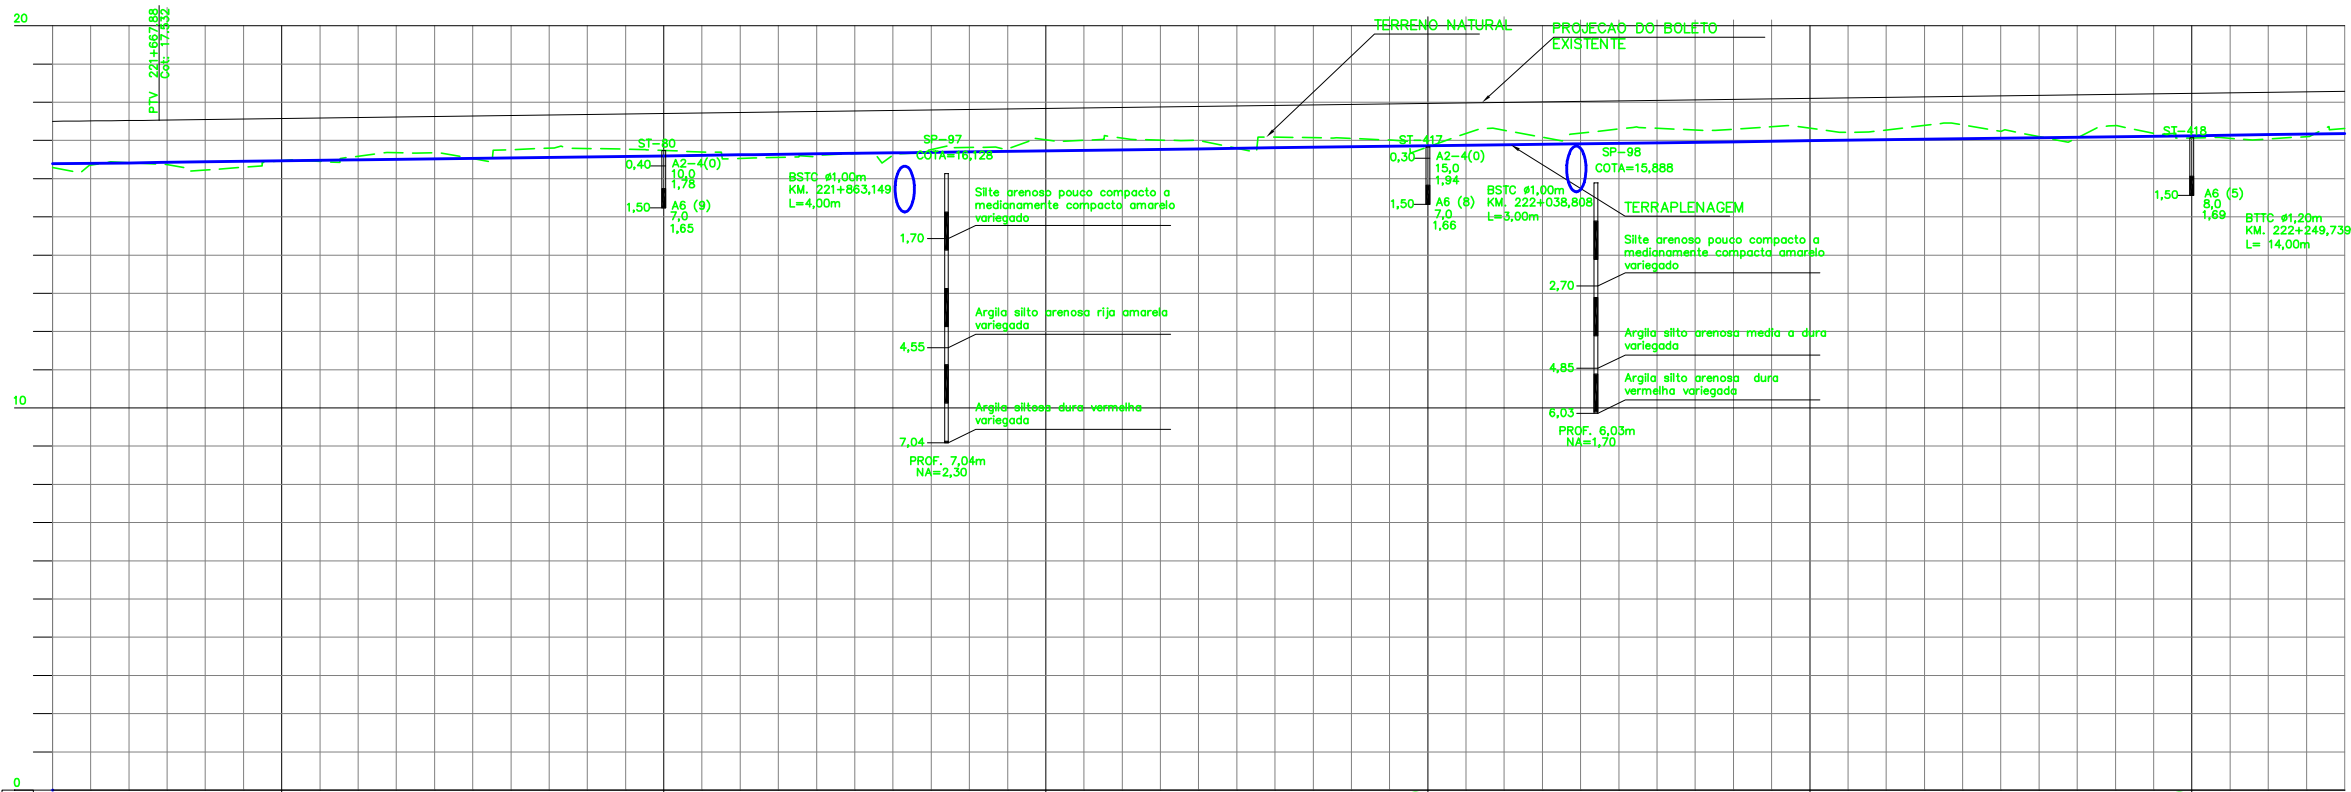 20
PTV 221+667,88
Cot: 17,632
TERRENO NATURAL
PROJECAO DO BOLETO
EXISTENTE
ST-80
0,40
A2-4(0)
10,0
1,78
1,50
A6 (9)
7,0
1,65
BSTC ø1,00m
KM. 221+863,149
L=4,00m
SP-97
COTA=16,128
Silte arenoso pouco compacto a
medianamente compacto amarelo
variegado
1,70
Argila silto arenosa rija amarela
variegada
4,55
Argila siltosa dura vermelha
variegada
7,04
PROF. 7,04m
NA=2,30
ST-417
0,30
A2-4(0)
15,0
1,94
1,50
A6 (8)
7,0
1,66
BSTC ø1,00m
KM. 222+038,808
L=3,00m
SP-98
COTA=15,888
TERRAPLENAGEM
Silte arenoso pouco compacto a
medianamente compacta amarelo
variegado
2,70
Argila silto arenosa media a dura
variegada
4,85
Argila silto arenosa dura
vermelha variegada
6,03
PROF. 6,03m
NA=1,70
ST-418
1,50
A6 (5)
8,0
1,69
BTTC ø1,20m
KM. 222+249,739
L= 14,00m
10
0